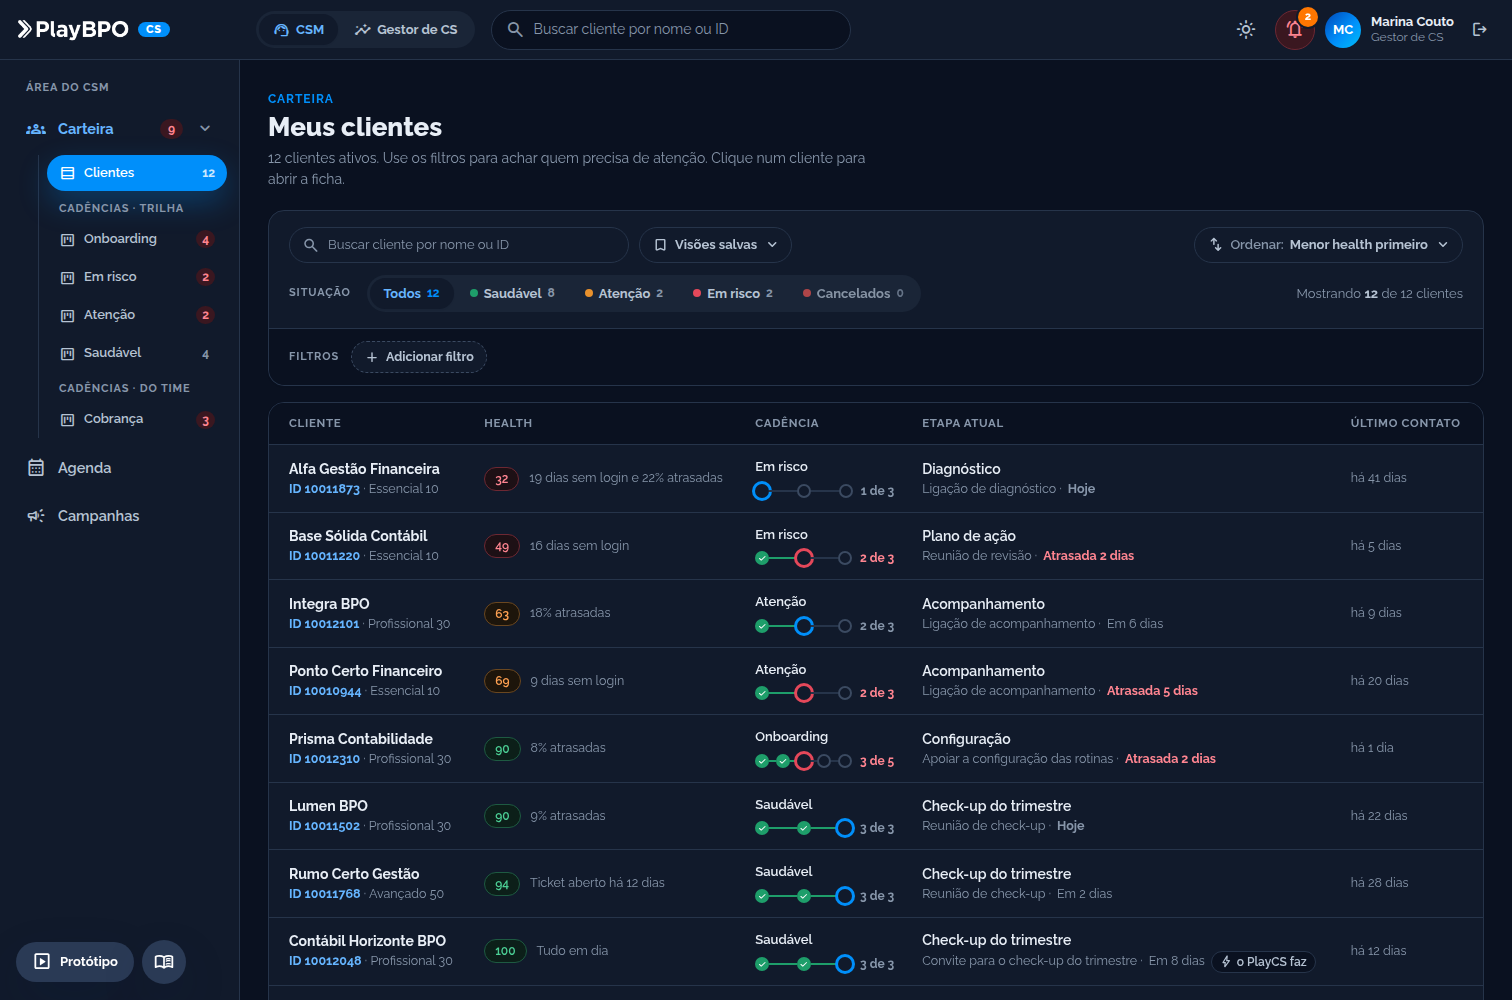 PlayBPO CS
CSM
Gestor de CS
Buscar cliente por nome ou ID
2
MC
Marina Couto
Gestor de CS
ÁREA DO CSM
Carteira 9
Clientes 12
CADÊNCIAS · TRILHA
Onboarding 4
Em risco 2
Atenção 2
Saudável 4
CADÊNCIAS · DO TIME
Cobrança 3
Agenda
Campanhas
Protótipo
CARTEIRA
Meus clientes
12 clientes ativos. Use os filtros para achar quem precisa de atenção. Clique num cliente para
abrir a ficha.
Buscar cliente por nome ou ID
Visões salvas
Ordenar: Menor health primeiro
SITUAÇÃO Todos 12 Saudável 8 Atenção 2 Em risco 2 Cancelados 0
Mostrando 12 de 12 clientes
FILTROS + Adicionar filtro
CLIENTE HEALTH CADÊNCIA ETAPA ATUAL ÚLTIMO CONTATO
Alfa Gestão Financeira
ID 10011873 · Essencial 10
32 19 dias sem login e 22% atrasadas
Em risco
1 de 3
Diagnóstico
Ligação de diagnóstico · Hoje
há 41 dias
Base Sólida Contábil
ID 10011220 · Essencial 10
49 16 dias sem login
Em risco
2 de 3
Plano de ação
Reunião de revisão · Atrasada 2 dias
há 5 dias
Integra BPO
ID 10012101 · Profissional 30
63 18% atrasadas
Atenção
2 de 3
Acompanhamento
Ligação de acompanhamento · Em 6 dias
há 9 dias
Ponto Certo Financeiro
ID 10010944 · Essencial 10
69 9 dias sem login
Atenção
2 de 3
Acompanhamento
Ligação de acompanhamento · Atrasada 5 dias
há 20 dias
Prisma Contabilidade
ID 10012310 · Profissional 30
90 8% atrasadas
Onboarding
3 de 5
Configuração
Apoiar a configuração das rotinas · Atrasada 2 dias
há 1 dia
Lumen BPO
ID 10011502 · Profissional 30
90 9% atrasadas
Saudável
3 de 3
Check-up do trimestre
Reunião de check-up · Hoje
há 22 dias
Rumo Certo Gestão
ID 10011768 · Avançado 50
94 Ticket aberto há 12 dias
Saudável
3 de 3
Check-up do trimestre
Reunião de check-up · Em 2 dias
há 28 dias
Contábil Horizonte BPO
ID 10012048 · Profissional 30
100 Tudo em dia
Saudável
3 de 3
Check-up do trimestre
Convite para o check-up do trimestre · Em 8 dias o PlayCS faz
há 12 dias